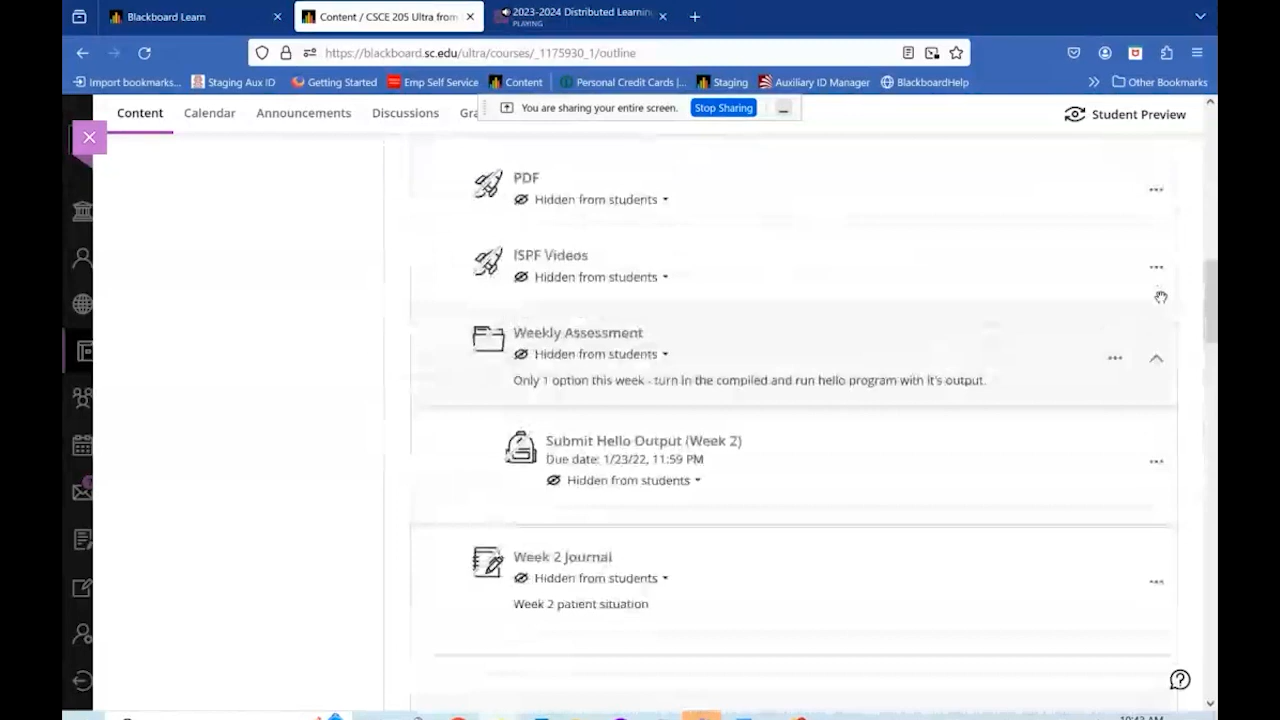 Blackboard Learn
Content / CSCE 205 Ultra from
2023-2024 Distributed Learning
PLAYING
https://blackboard.sc.edu/ultra/courses/_1175930_1/outline
Import bookmarks... Staging Aux ID Getting Started Emp Self Service Content Personal Credit Cards |... Staging Auxiliary ID Manager BlackboardHelp Other Bookmarks
Content Calendar Announcements Discussions Gra
You are sharing your entire screen. Stop Sharing
Student Preview
PDF
Hidden from students
ISPF Videos
Hidden from students
Weekly Assessment
Hidden from students
Only 1 option this week - turn in the compiled and run hello program with it's output.
Submit Hello Output (Week 2)
Due date: 1/23/22, 11:59 PM
Hidden from students
Week 2 Journal
Hidden from students
Week 2 patient situation